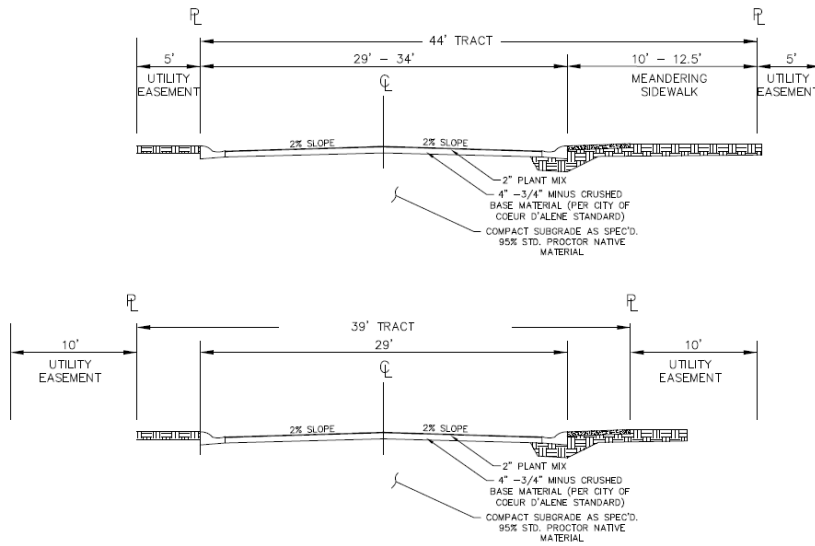 PL PL
44' TRACT
5' 29' - 34' 10' - 12.5' 5'
UTILITY EASEMENT CL MEANDERING SIDEWALK UTILITY EASEMENT
2% SLOPE 2% SLOPE
2" PLANT MIX
4" -3/4" MINUS CRUSHED
BASE MATERIAL (PER CITY OF
COEUR D'ALENE STANDARD)
COMPACT SUBGRADE AS SPEC'D.
95% STD. PROCTOR NATIVE
MATERIAL
PL PL
39' TRACT
10' 29' 10'
UTILITY EASEMENT CL UTILITY EASEMENT
2% SLOPE 2% SLOPE
2" PLANT MIX
4" -3/4" MINUS CRUSHED
BASE MATERIAL (PER CITY OF
COEUR D'ALENE STANDARD)
COMPACT SUBGRADE AS SPEC'D.
95% STD. PROCTOR NATIVE
MATERIAL